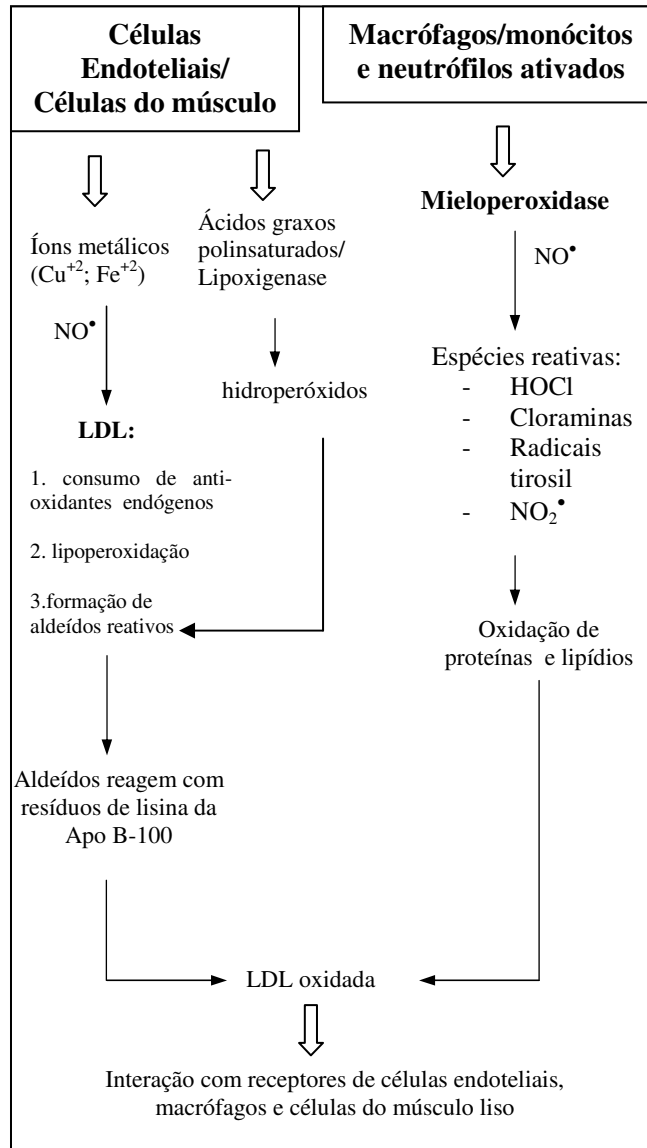 Células
Endoteliais/
Células do músculo
Macrófagos/monócitos
e neutrófilos ativados
Íons metálicos
(Cu⁺²; Fe⁺²)
NO•
LDL:
1. consumo de anti-
oxidantes endógenos
2. lipoperoxidação
3.formação de
aldeídos reativos
Ácidos graxos
polinsaturados/
Lipoxigenase
hidroperóxidos
Mieloperoxidase
NO•
Espécies reativas:
- HOCl
- Cloraminas
- Radicais
tirosil
- NO₂•
Oxidação de
proteínas e lipídios
Aldeídos reagem com
resíduos de lisina da
Apo B-100
LDL oxidada
Interação com receptores de células endoteliais,
macrófagos e células do músculo liso